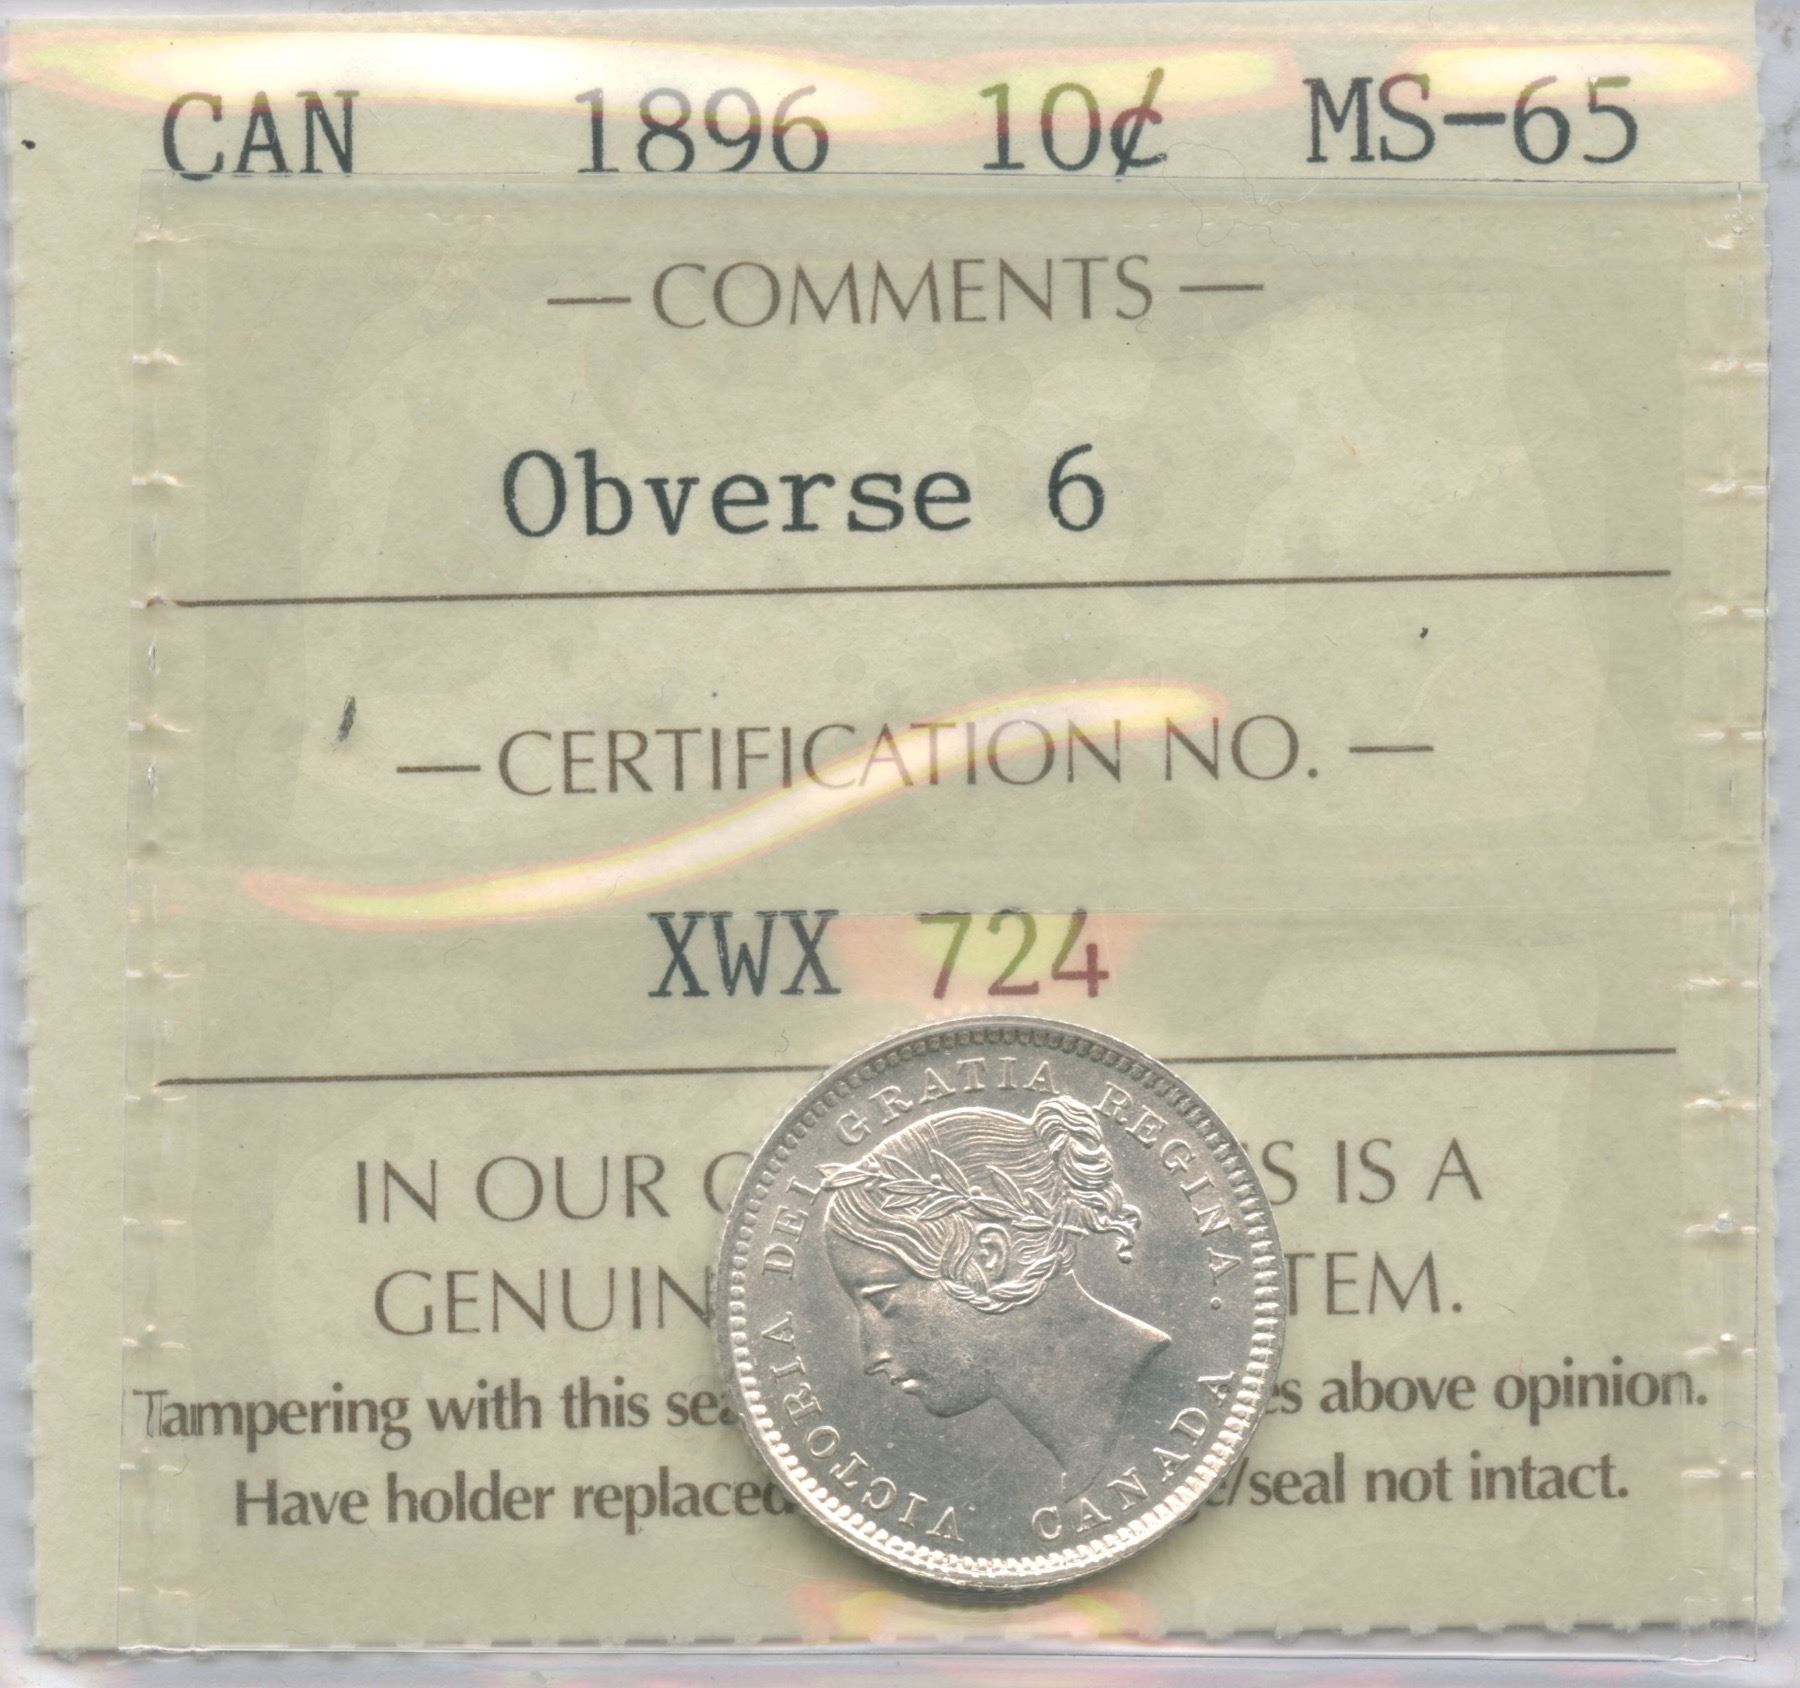 CAN 1896 10¢ MS-65
— COMMENTS —
Obverse 6
— CERTIFICATION NO. —
XWX 724
IN OUR O S IS A
GENUIN TEM.
Tampering with this sea es above opinion.
Have holder replaced e/seal not intact.
VICTORIA DEI GRATIA REGINA.
CANADA